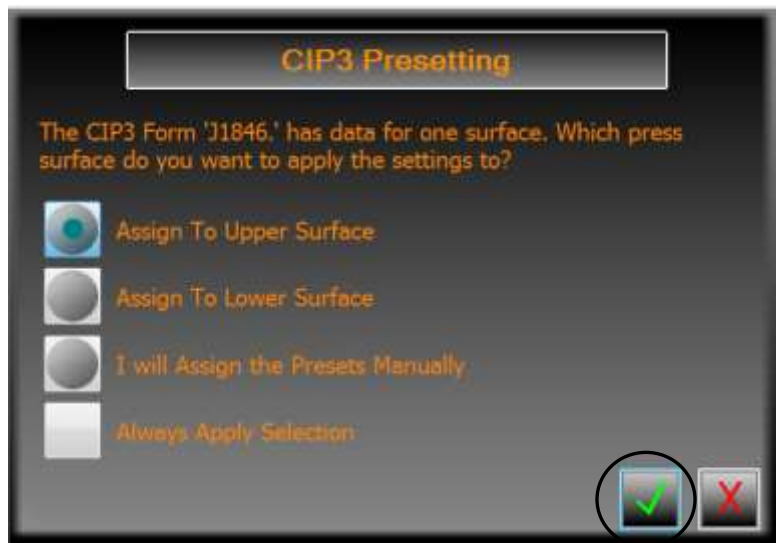 CIP3 Presetting
The CIP3 Form 'J1846.' has data for one surface. Which press
surface do you want to apply the settings to?
Assign To Upper Surface
Assign To Lower Surface
I will Assign the Presets Manually
Always Apply Selection
X